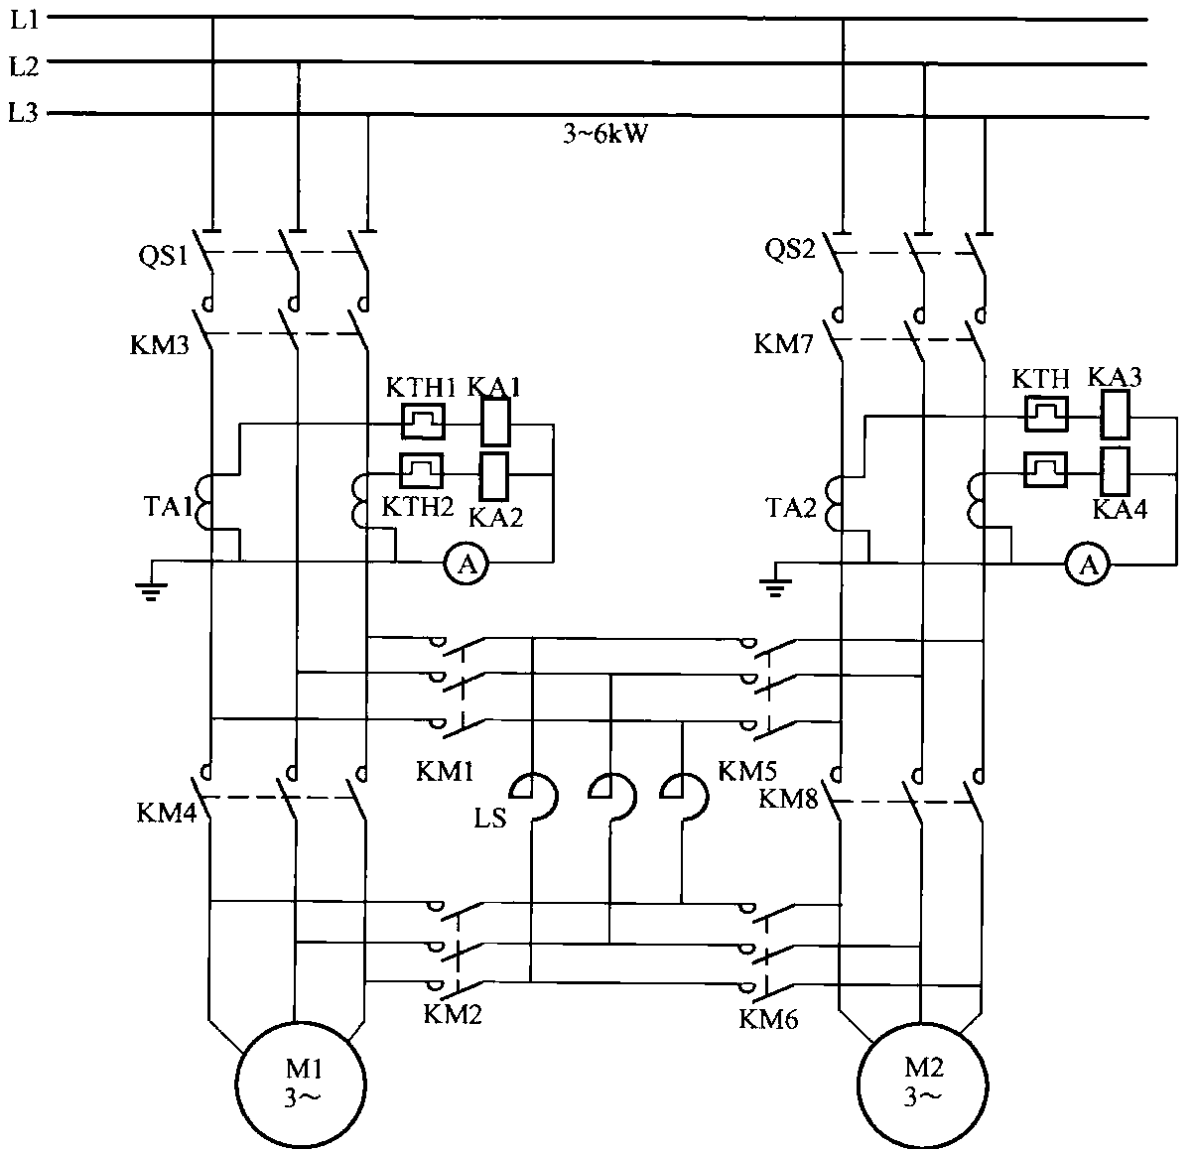 L1
L2
L3
3~6kW
QS1
QS2
KM3
KM7
KTH1 KA1
KTH KA3
TA1
KTH2
KA2
TA2
KA4
A
A
KM1
KM5
KM4
LS
KM8
KM2
KM6
M1
3~
M2
3~